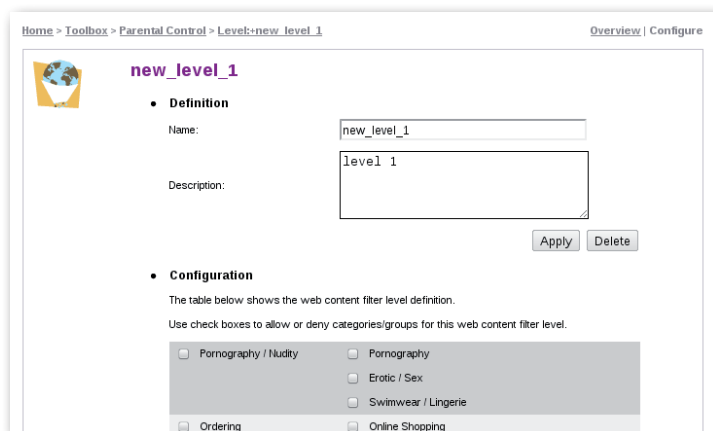 Home > Toolbox > Parental Control > Level:+new_level_1 Overview | Configure
new_level_1
Definition
Name: new_level_1
Description: level 1
Apply Delete
Configuration
The table below shows the web content filter level definition.
Use check boxes to allow or deny categories/groups for this web content filter level.
Pornography / Nudity Pornography
Erotic / Sex
Swimwear / Lingerie
Ordering Online Shopping